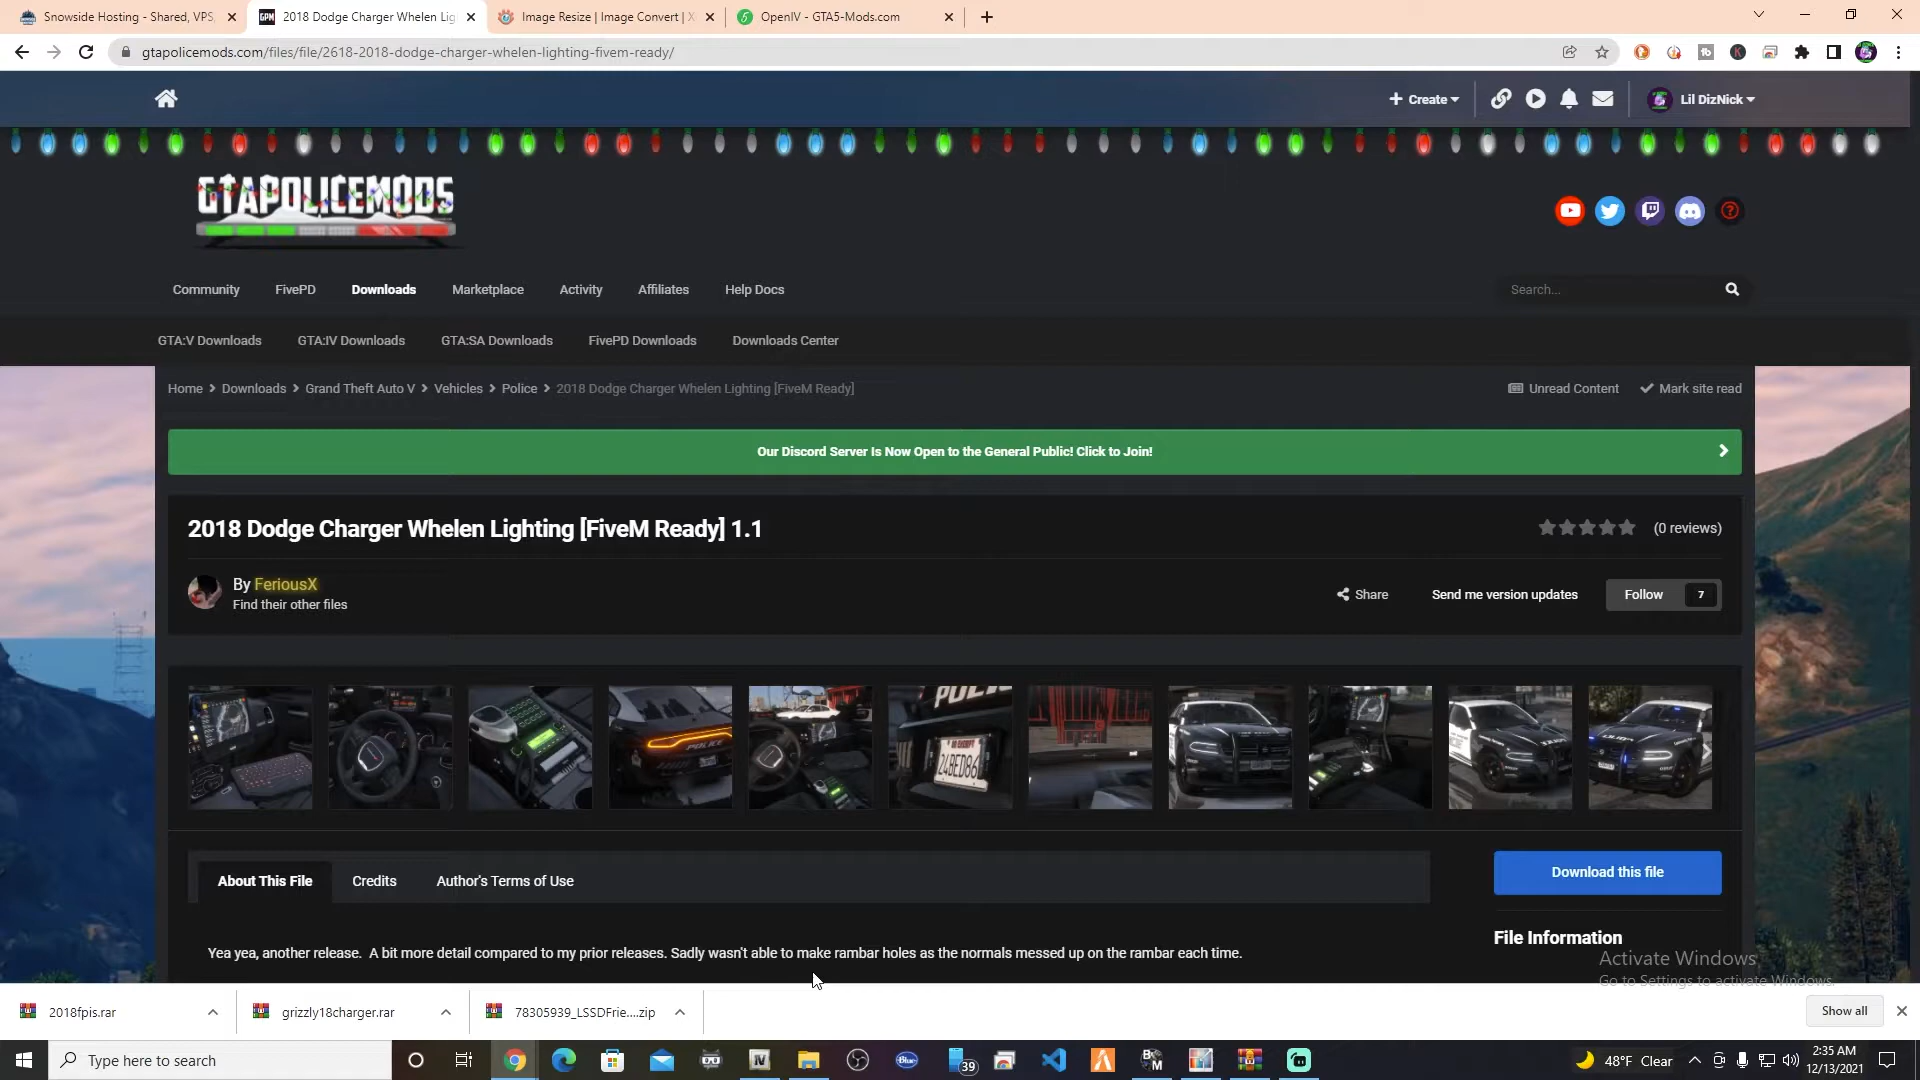 Snowside Hosting - Shared, VPS,
GPM
2018 Dodge Charger Whelen Lig
Image Resize | Image Convert | X
OpenIV - GTA5-Mods.com
gtapolicemods.com/files/file/2618-2018-dodge-charger-whelen-lighting-fivem-ready/
Create
Lil DizNick
GTAPOLICEMODS
Community
FivePD
Downloads
Marketplace
Activity
Affiliates
Help Docs
Search...
GTA:V Downloads
GTA:IV Downloads
GTA:SA Downloads
FivePD Downloads
Downloads Center
Home > Downloads > Grand Theft Auto V > Vehicles > Police > 2018 Dodge Charger Whelen Lighting [FiveM Ready]
Unread Content
Mark site read
Our Discord Server Is Now Open to the General Public! Click to Join!
2018 Dodge Charger Whelen Lighting [FiveM Ready] 1.1
(0 reviews)
By FeriousX
Find their other files
Share
Send me version updates
Follow
7
POLICE
24BED86
About This File
Credits
Author's Terms of Use
Download this file
Yea yea, another release. A bit more detail compared to my prior releases. Sadly wasn't able to make rambar holes as the normals messed up on the rambar each time.
File Information
Activate Windows
Go to Settings to activate Windows.
2018fpis.rar
grizzly18charger.rar
78305939_LSSDFrie....zip
Show all
Type here to search
Blue
39
48°F Clear
2:35 AM
12/13/2021